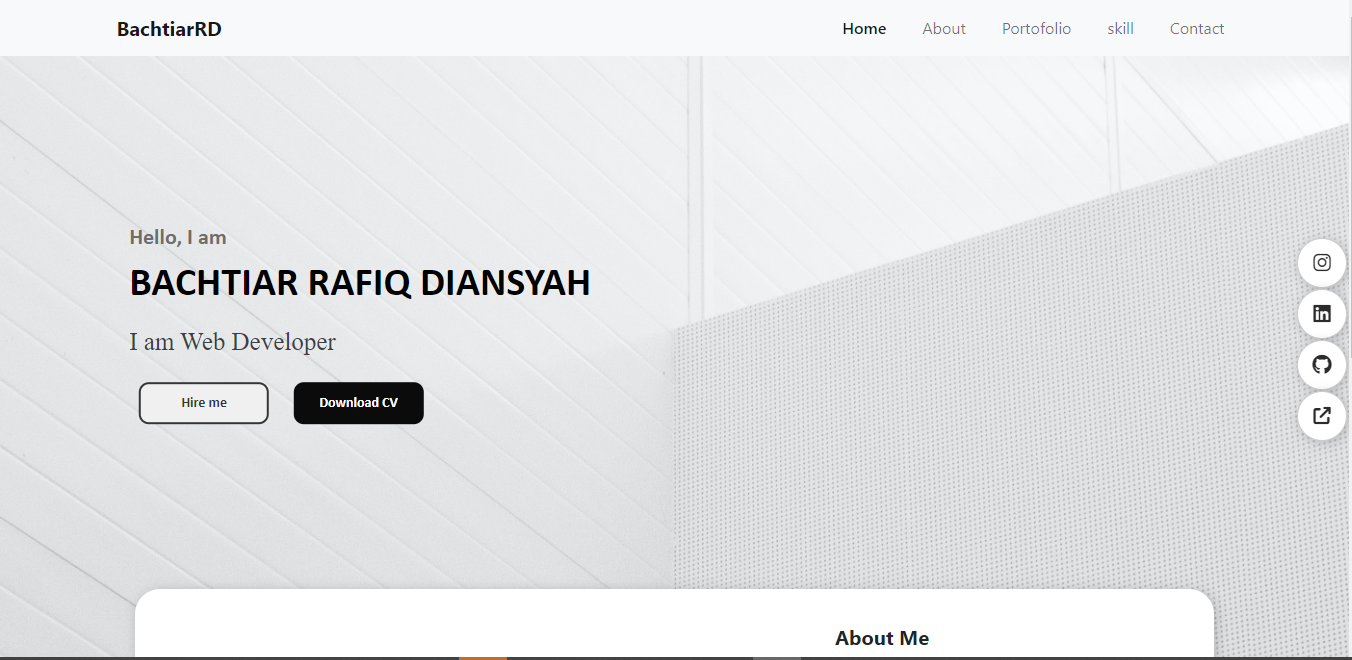 BachtiarRD
Home About Portofolio skill Contact
Hello, I am
BACHTIAR RAFIQ DIANSYAH
I am Web Developer
Hire me Download CV
About Me